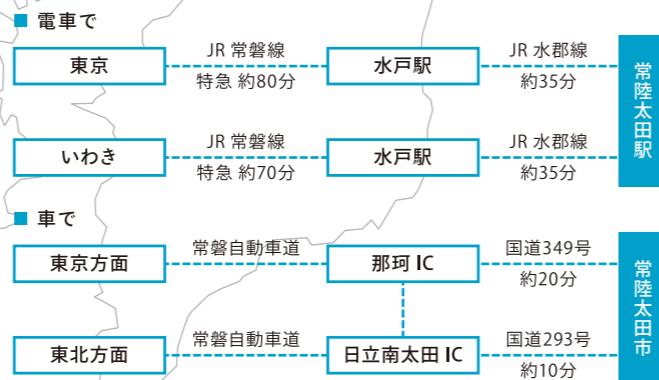 ■ 電車で
東京
JR 常磐線
特急 約80分
水戸駅
JR 水郡線
約35分
常陸太田駅
いわき
JR 常磐線
特急 約70分
水戸駅
JR 水郡線
約35分
■ 車で
東京方面
常磐自動車道
那珂 IC
国道349号
約20分
常陸太田市
東北方面
常磐自動車道
日立南太田 IC
国道293号
約10分